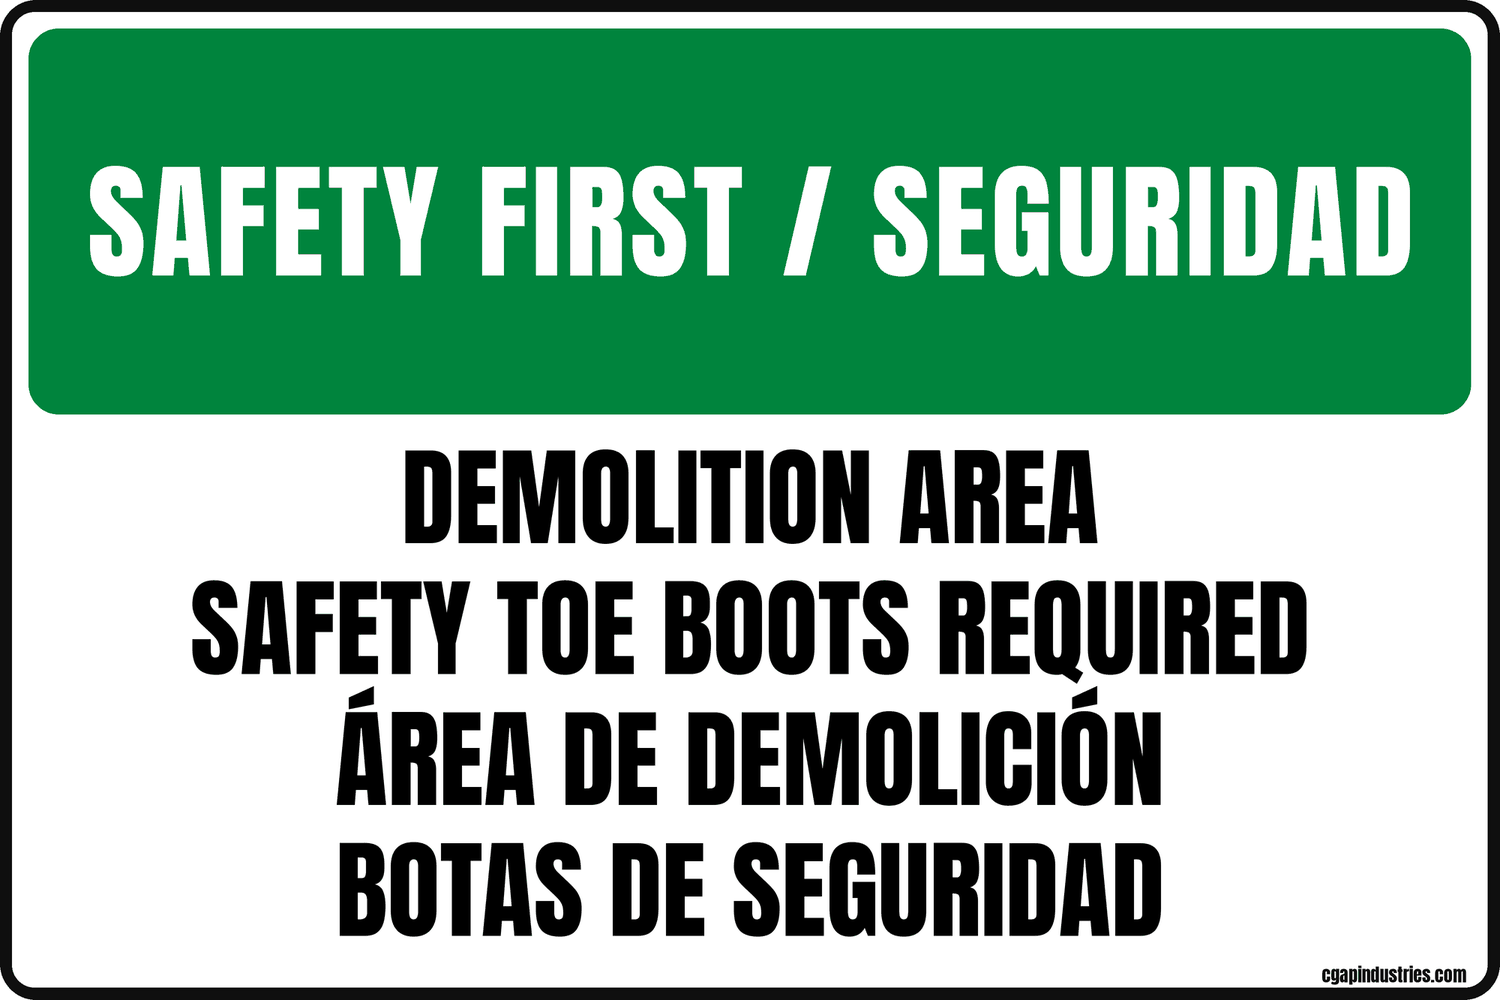 SAFETY FIRST / SEGURIDAD
DEMOLITION AREA
SAFETY TOE BOOTS REQUIRED
ÁREA DE DEMOLICIÓN
BOTAS DE SEGURIDAD
cgapindustries.com